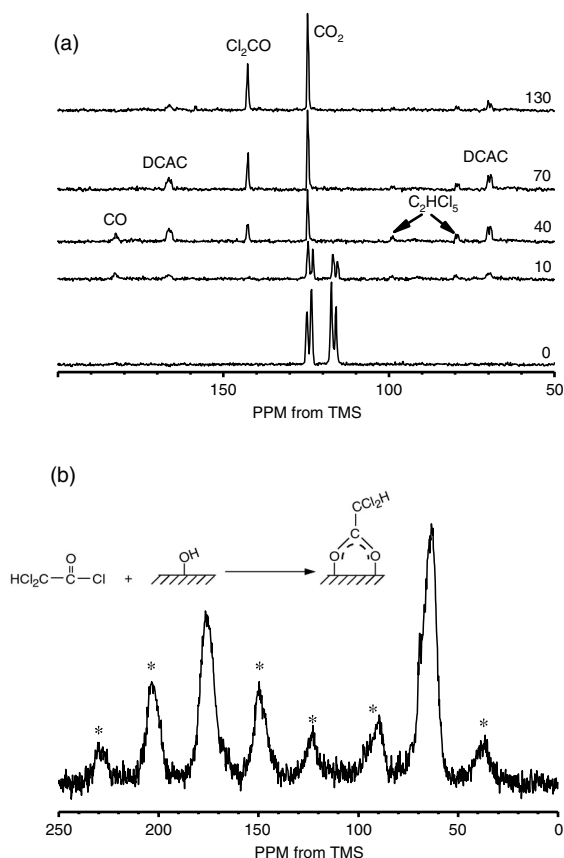 (a)
Cl₂CO
CO₂
130
DCAC
DCAC
70
C₂HCl₅
CO
40
10
0
150
100
50
PPM from TMS
(b)
CCl₂H
O
OH
C
O
O
HCl₂C
C
Cl
+
*
*
*
*
*
*
250
200
150
100
50
0
PPM from TMS